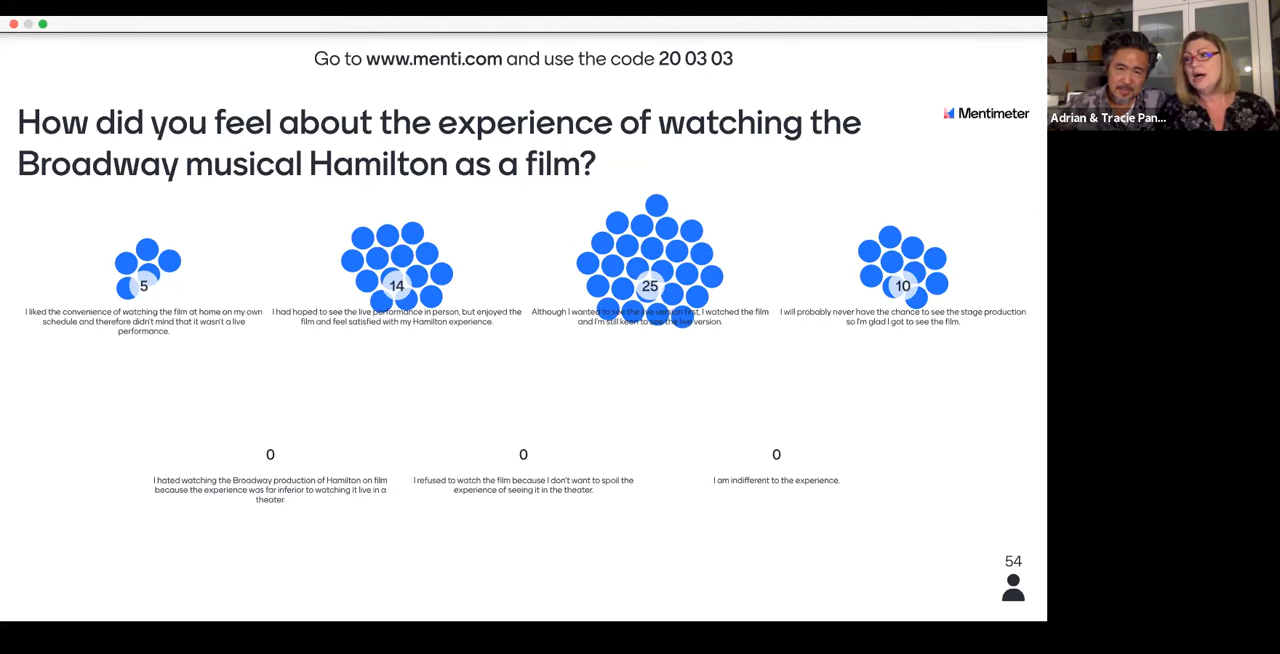 Go to www.menti.com and use the code 20 03 03
How did you feel about the experience of watching the
Broadway musical Hamilton as a film?
Mentimeter
Adrian & Tracie Pan...
5
14
25
10
I liked the convenience of watching the film at home on my own
schedule and therefore didn't mind that it wasn't a live
performance.
I had hoped to see the live performance in person, but enjoyed the
film and feel satisfied with my Hamilton experience.
Although I wanted to see the live version first, I watched the film
and I'm still keen to see the live version.
I will probably never have the chance to see the stage production
so I'm glad I got to see the film.
0
0
0
I hated watching the Broadway production of Hamilton on film
because the experience was far inferior to watching it live in a
theater.
I refused to watch the film because I don't want to spoil the
experience of seeing it in the theater.
I am indifferent to the experience.
54